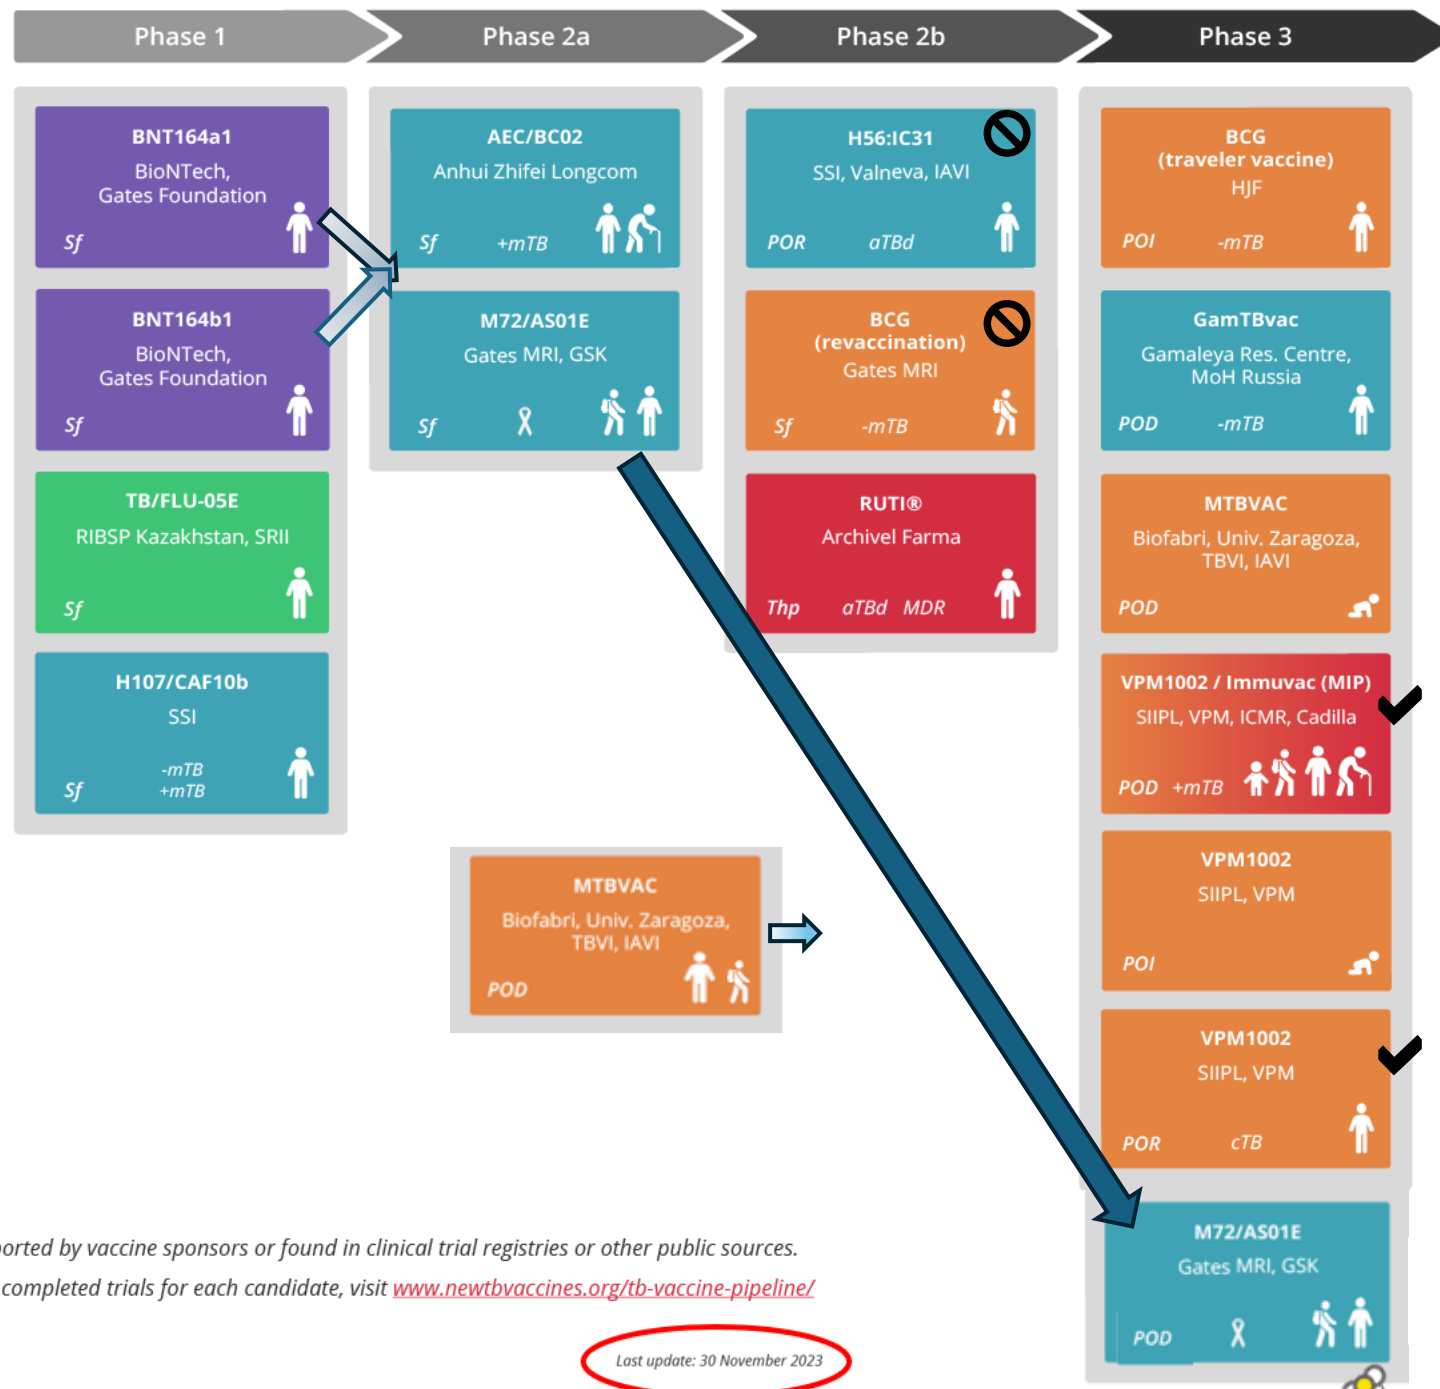 Phase 1
Phase 2a
Phase 2b
Phase 3
BNT164a1
BioNTech,
Gates Foundation
Sf
BNT164b1
BioNTech,
Gates Foundation
Sf
TB/FLU-05E
RIBSP Kazakhstan, SRII
Sf
H107/CAF10b
SSI
-mTB
Sf
+mTB
AEC/BC02
Anhui Zhifei Longcom
Sf +mTB
M72/AS01E
Gates MRI, GSK
Sf
MTBVAC
Biofabri, Univ. Zaragoza,
TBVI, IAVI
POD
H56:IC31
SSI, Valneva, IAVI
POR aTBd
BCG
(revaccination)
Gates MRI
Sf -mTB
RUTI®
Archivel Farma
Thp aTBd MDR
BCG
(traveler vaccine)
HJF
POI -mTB
GamTBvac
Gamaleya Res. Centre,
MoH Russia
POD -mTB
MTBVAC
Biofabri, Univ. Zaragoza,
TBVI, IAVI
POD
VPM1002 / Immuvac (MIP)
SIIPL, VPM, ICMR, Cadilla
POD +mTB
VPM1002
SIIPL, VPM
POI
VPM1002
SIIPL, VPM
POR cTB
M72/AS01E
Gates MRI, GSK
POD
orted by vaccine sponsors or found in clinical trial registries or other public sources.
completed trials for each candidate, visit www.newtbvaccines.org/tb-vaccine-pipeline/
Last update: 30 November 2023